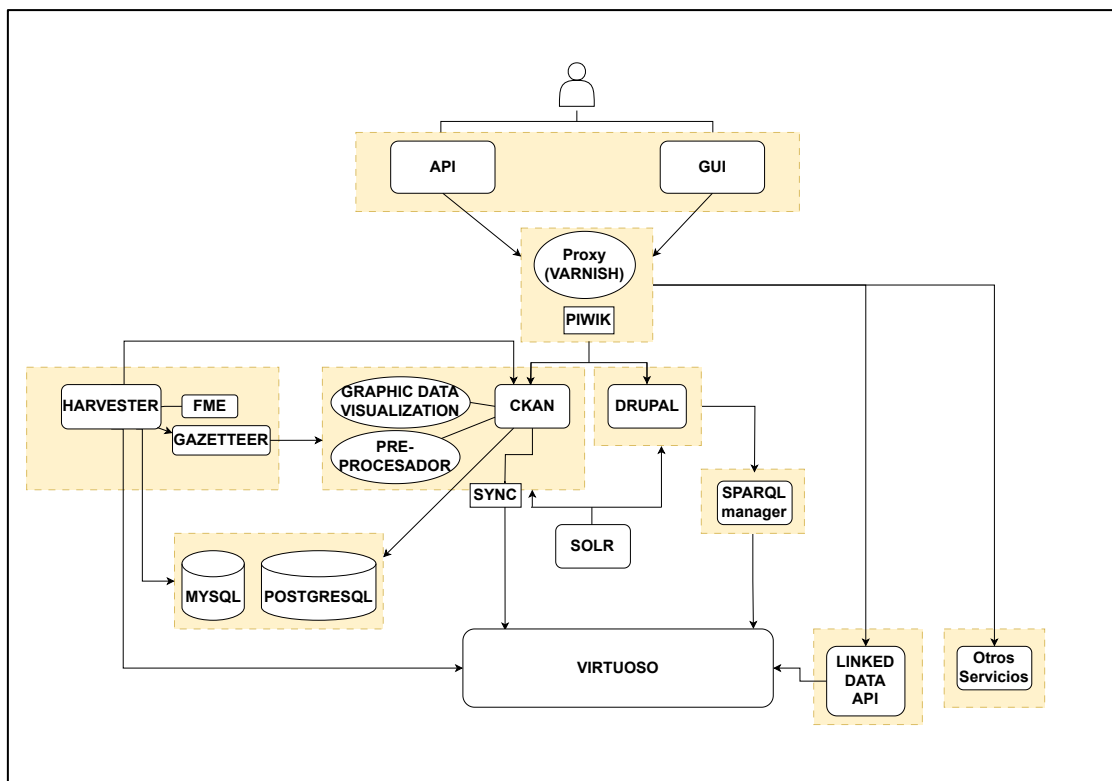 API
GUI
Proxy
(VARNISH)
PIWIK
HARVESTER
FME
GAZETTEER
GRAPHIC DATA
VISUALIZATION
PRE-
PROCESADOR
CKAN
DRUPAL
SYNC
SOLR
SPARQL
manager
MYSQL
POSTGRESQL
VIRTUOSO
LINKED
DATA
API
Otros
Servicios